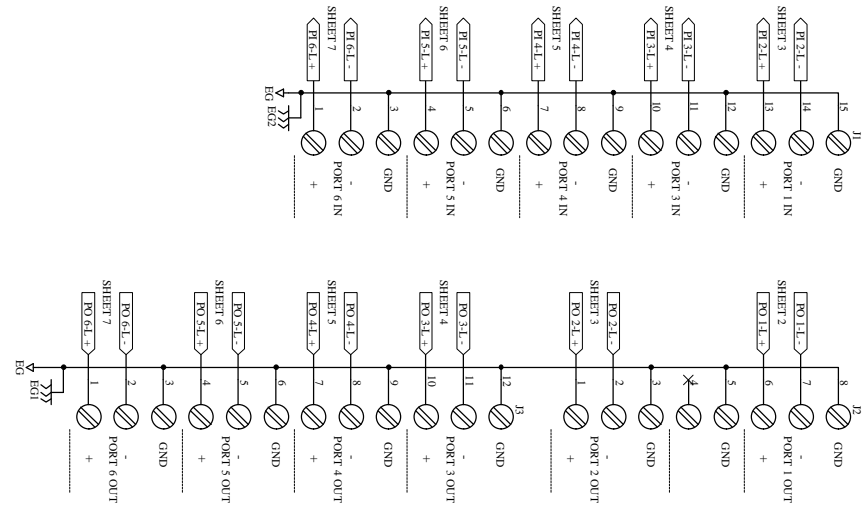 J1
15
GND
PI 2-L -
14
-
SHEET 3
PORT 1 IN
PI 2-L +
13
+
12
GND
PI 3-L -
11
-
SHEET 4
PORT 3 IN
PI 3-L +
10
+
9
GND
PI 4-L -
8
-
SHEET 5
PORT 4 IN
PI 4-L +
7
+
6
GND
PI 5-L -
5
-
SHEET 6
PORT 5 IN
PI 5-L +
4
+
3
GND
PI 6-L -
2
-
SHEET 7
PORT 6 IN
PI 6-L +
1
+
EG2
EG
J2
8
GND
PO 1-L -
7
-
SHEET 2
PORT 1 OUT
PO 1-L +
6
+
5
GND
4
3
GND
PO 2-L -
2
-
SHEET 3
PORT 2 OUT
PO 2-L +
1
+
J3
12
GND
PO 3-L -
11
-
SHEET 4
PORT 3 OUT
PO 3-L +
10
+
9
GND
PO 4-L -
8
-
SHEET 5
PORT 4 OUT
PO 4-L +
7
+
6
GND
PO 5-L -
5
-
SHEET 6
PORT 5 OUT
PO 5-L +
4
+
3
GND
PO 6-L -
2
-
SHEET 7
PORT 6 OUT
PO 6-L +
1
+
EG1
EG